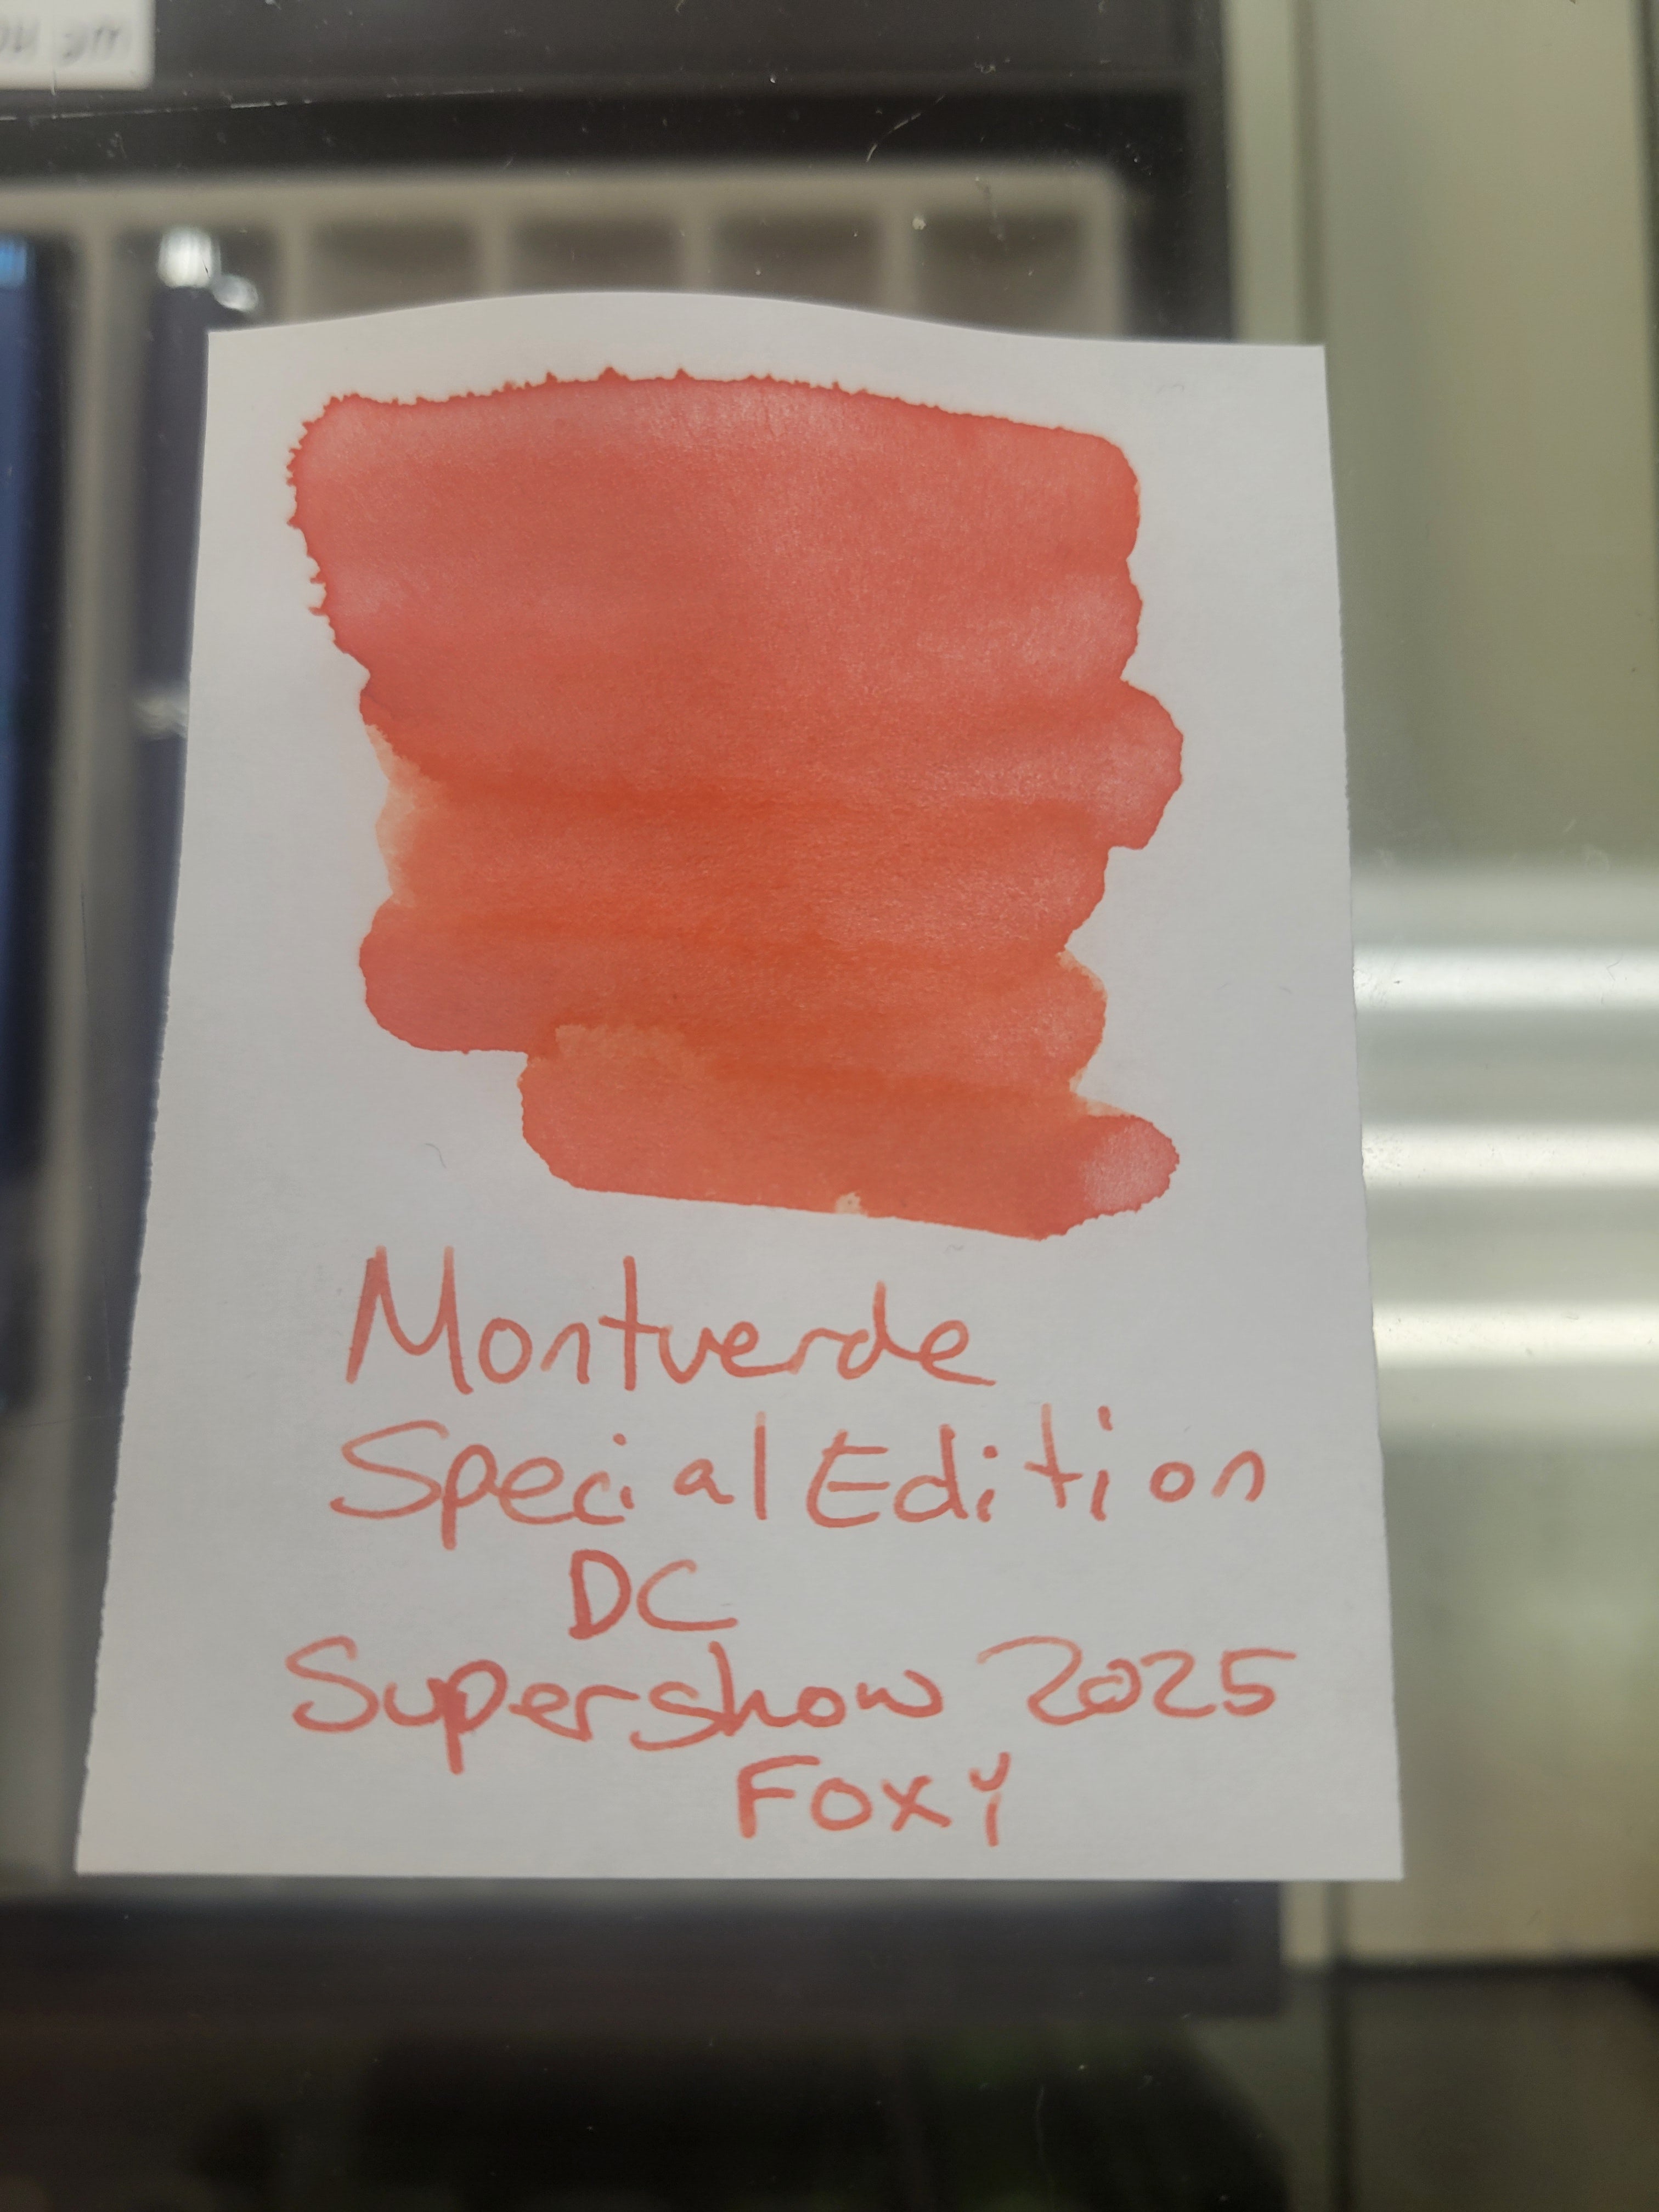 Montverde
Special Edition
DC
Supershow 2025
Foxy